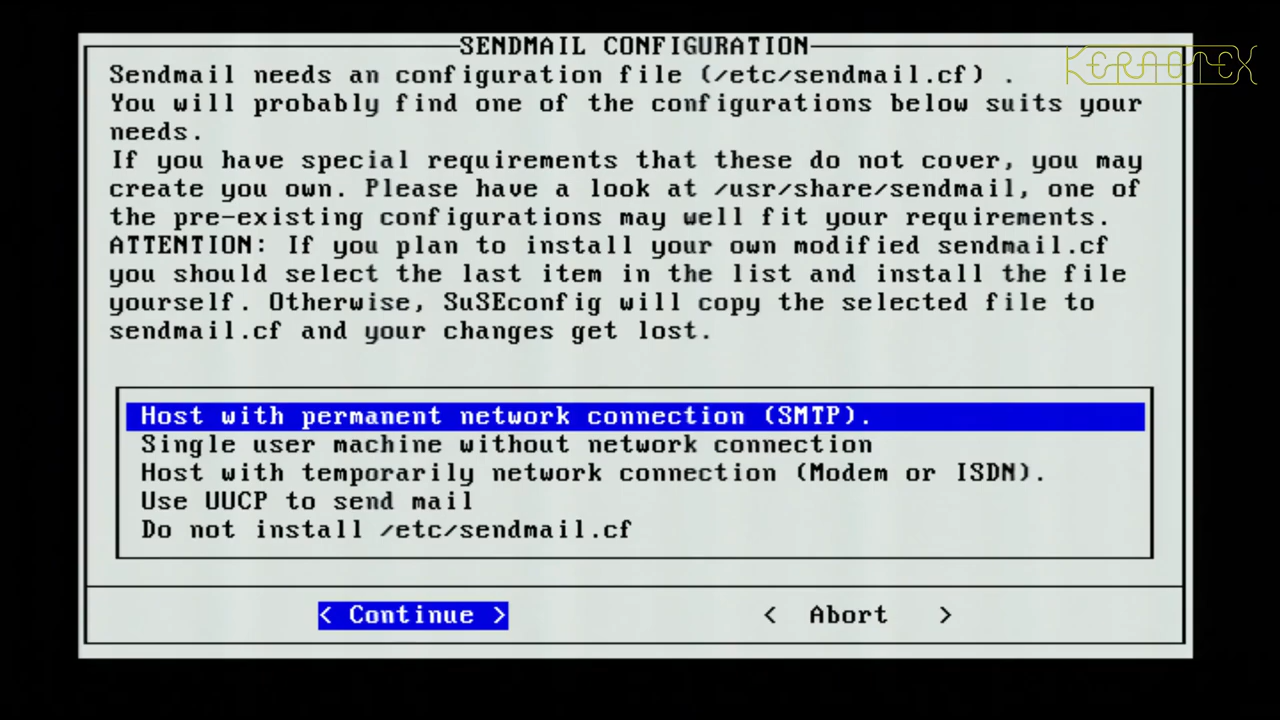 SENDMAIL CONFIGURATION
KERNOTEX
Sendmail needs an configuration file (/etc/sendmail.cf) .
You will probably find one of the configurations below suits your
needs.
If you have special requirements that these do not cover, you may
create you own. Please have a look at /usr/share/sendmail, one of
the pre-existing configurations may well fit your requirements.
ATTENTION: If you plan to install your own modified sendmail.cf
you should select the last item in the list and install the file
yourself. Otherwise, SuSEconfig will copy the selected file to
sendmail.cf and your changes get lost.
Host with permanent network connection (SMTP).
Single user machine without network connection
Host with temporarily network connection (Modem or ISDN).
Use UUCP to send mail
Do not install /etc/sendmail.cf
< Continue > < Abort >